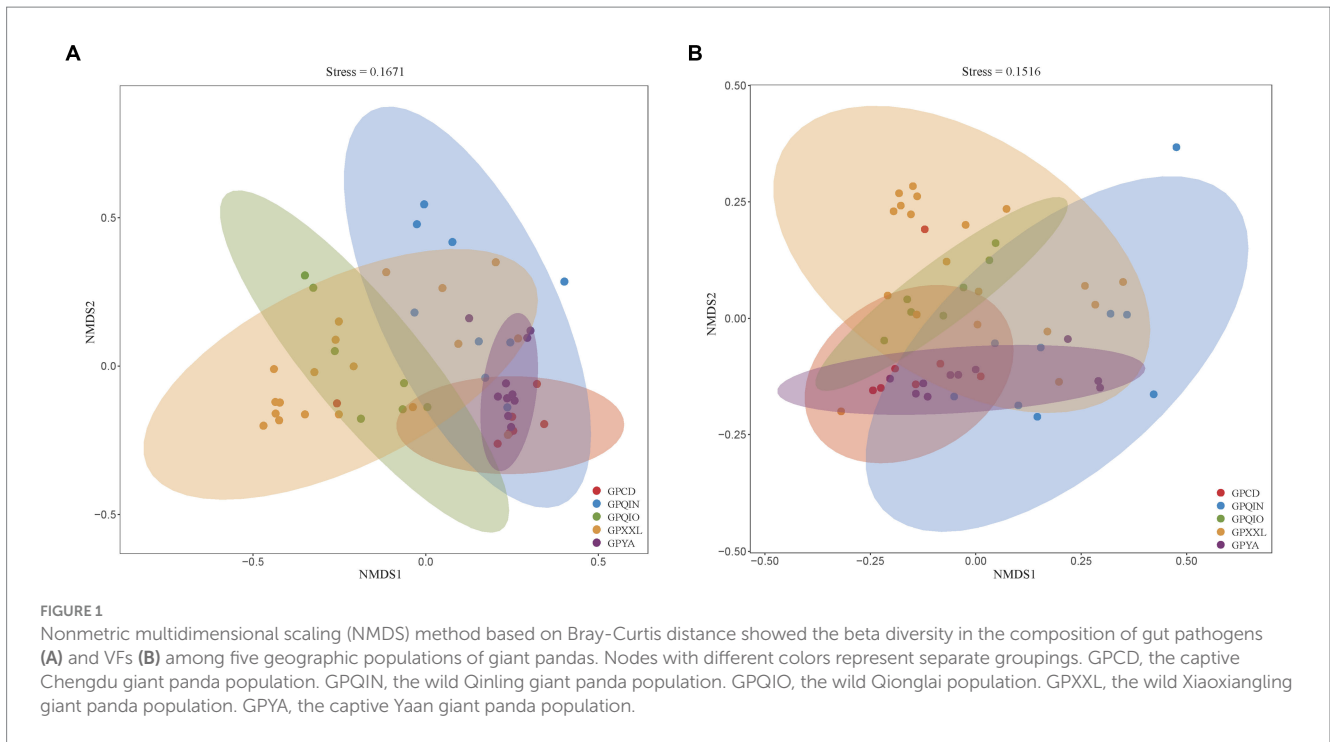 A
Stress = 0.1671
NMDS2
0.5
0.0
−0.5
−0.5
0.0
0.5
NMDS1
GPCD
GPQIN
GPQIO
GPXXL
GPYA
B
Stress = 0.1516
NMDS2
0.50
0.25
0.00
−0.25
−0.50
−0.50
−0.25
0.00
0.25
0.50
NMDS1
GPCD
GPQIN
GPQIO
GPXXL
GPYA
FIGURE 1
Nonmetric multidimensional scaling (NMDS) method based on Bray-Curtis distance showed the beta diversity in the composition of gut pathogens
(A) and VFs (B) among five geographic populations of giant pandas. Nodes with different colors represent separate groupings. GPCD, the captive
Chengdu giant panda population. GPQIN, the wild Qinling giant panda population. GPQIO, the wild Qionglai population. GPXXL, the wild Xiaoxiangling
giant panda population. GPYA, the captive Yaan giant panda population.